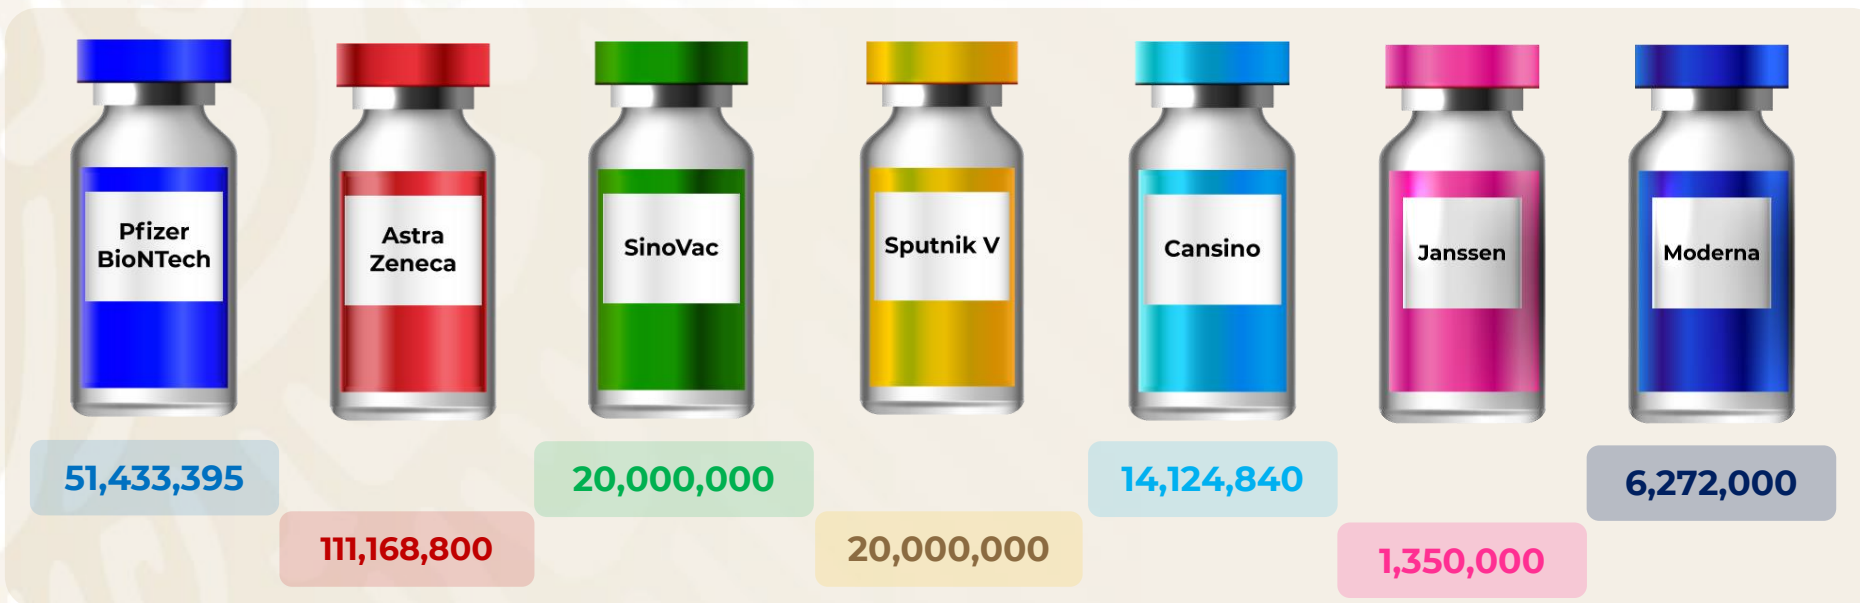 Pfizer
BioNTech
Astra
Zeneca
SinoVac
Sputnik V
Cansino
Janssen
Moderna
51,433,395
111,168,800
20,000,000
20,000,000
14,124,840
1,350,000
6,272,000